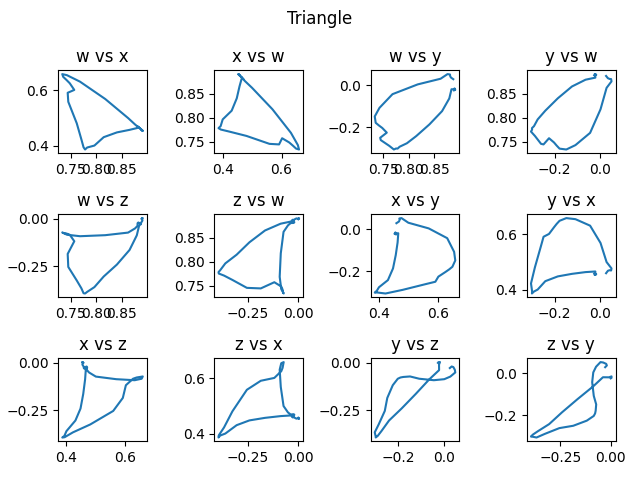 Triangle
w vs x
x vs w
w vs y
y vs w
0.6
0.4
0.75 0.80 0.85
0.85
0.80
0.75
0.4 0.6
0.0
−0.2
0.75 0.80 0.85
0.85
0.80
0.75
−0.2 0.0
w vs z
z vs w
x vs y
y vs x
0.00
−0.25
0.75 0.80 0.85
0.85
0.80
0.75
−0.25 0.00
0.0
−0.2
0.4 0.6
0.6
0.4
−0.2 0.0
x vs z
z vs x
y vs z
z vs y
0.00
−0.25
0.4 0.6
0.6
0.4
−0.25 0.00
0.00
−0.25
−0.2 0.0
0.0
−0.2
−0.25 0.00